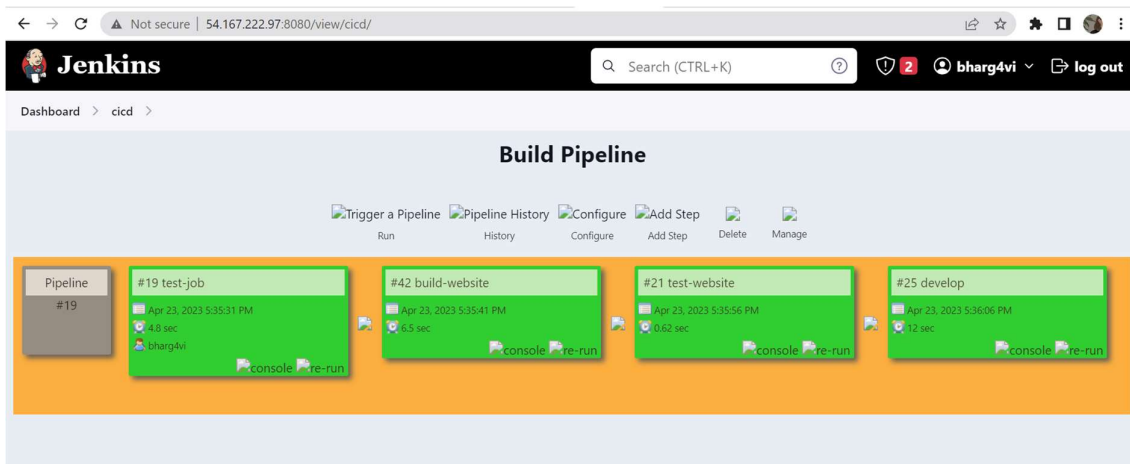 Not secure | 54.167.222.97:8080/view/cicd/
Jenkins
Search (CTRL+K)
2
bharg4vi
log out
Dashboard > cicd >
Build Pipeline
Trigger a Pipeline Pipeline History Configure Add Step
Run History Configure Add Step Delete Manage
Pipeline
#19
#19 test-job
Apr 23, 2023 5:35:31 PM
4.8 sec
bharg4vi
console re-run
#42 build-website
Apr 23, 2023 5:35:41 PM
6.5 sec
console re-run
#21 test-website
Apr 23, 2023 5:35:56 PM
0.62 sec
console re-run
#25 develop
Apr 23, 2023 5:36:06 PM
12 sec
console re-run